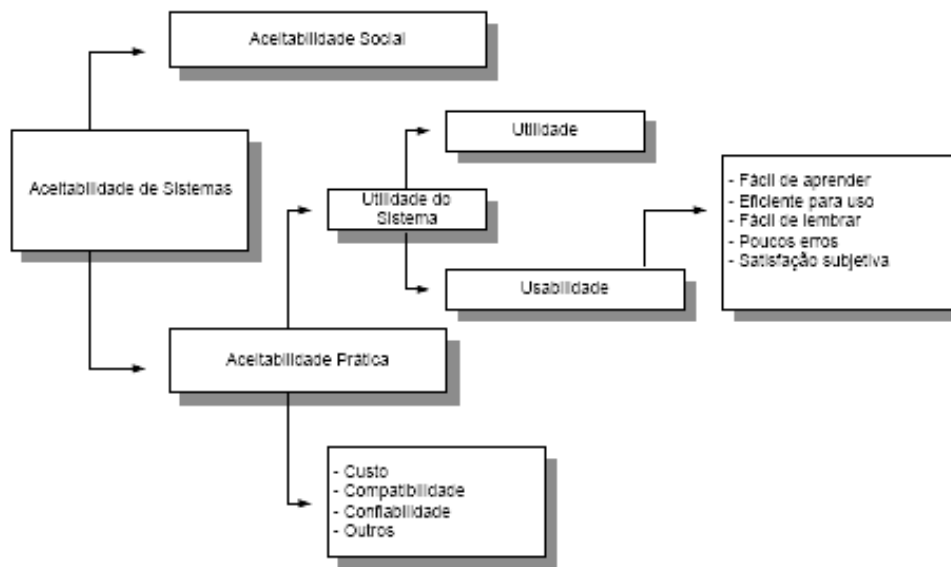 Aceitabilidade Social
Aceitabilidade de Sistemas
Utilidade
Utilidade do
Sistema
Usabilidade
- Fácil de aprender
- Eficiente para uso
- Fácil de lembrar
- Poucos erros
- Satisfação subjetiva
Aceitabilidade Prática
- Custo
- Compatibilidade
- Confiabilidade
- Outros